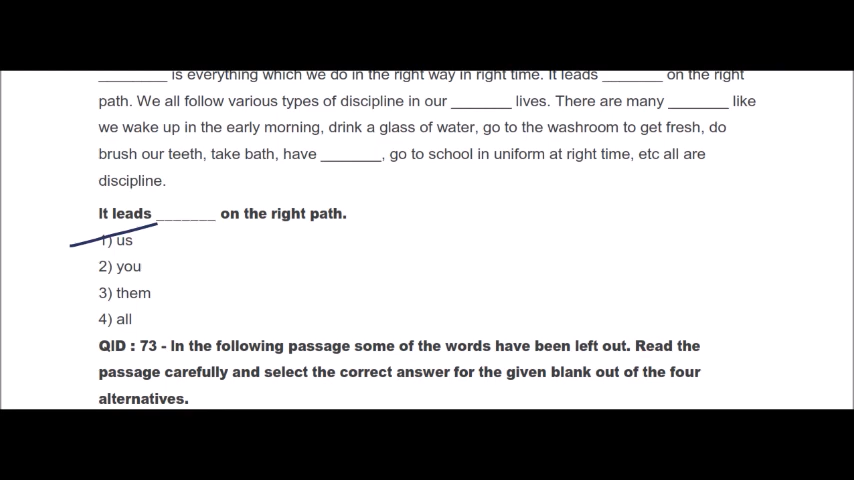 _________ is everything which we do in the right way in right time. It leads ________ on the right
path. We all follow various types of discipline in our ________ lives. There are many ________ like
we wake up in the early morning, drink a glass of water, go to the washroom to get fresh, do
brush our teeth, take bath, have ________, go to school in uniform at right time, etc all are
discipline.
It leads _______ on the right path.
1) us
2) you
3) them
4) all
QID : 73 - In the following passage some of the words have been left out. Read the
passage carefully and select the correct answer for the given blank out of the four
alternatives.